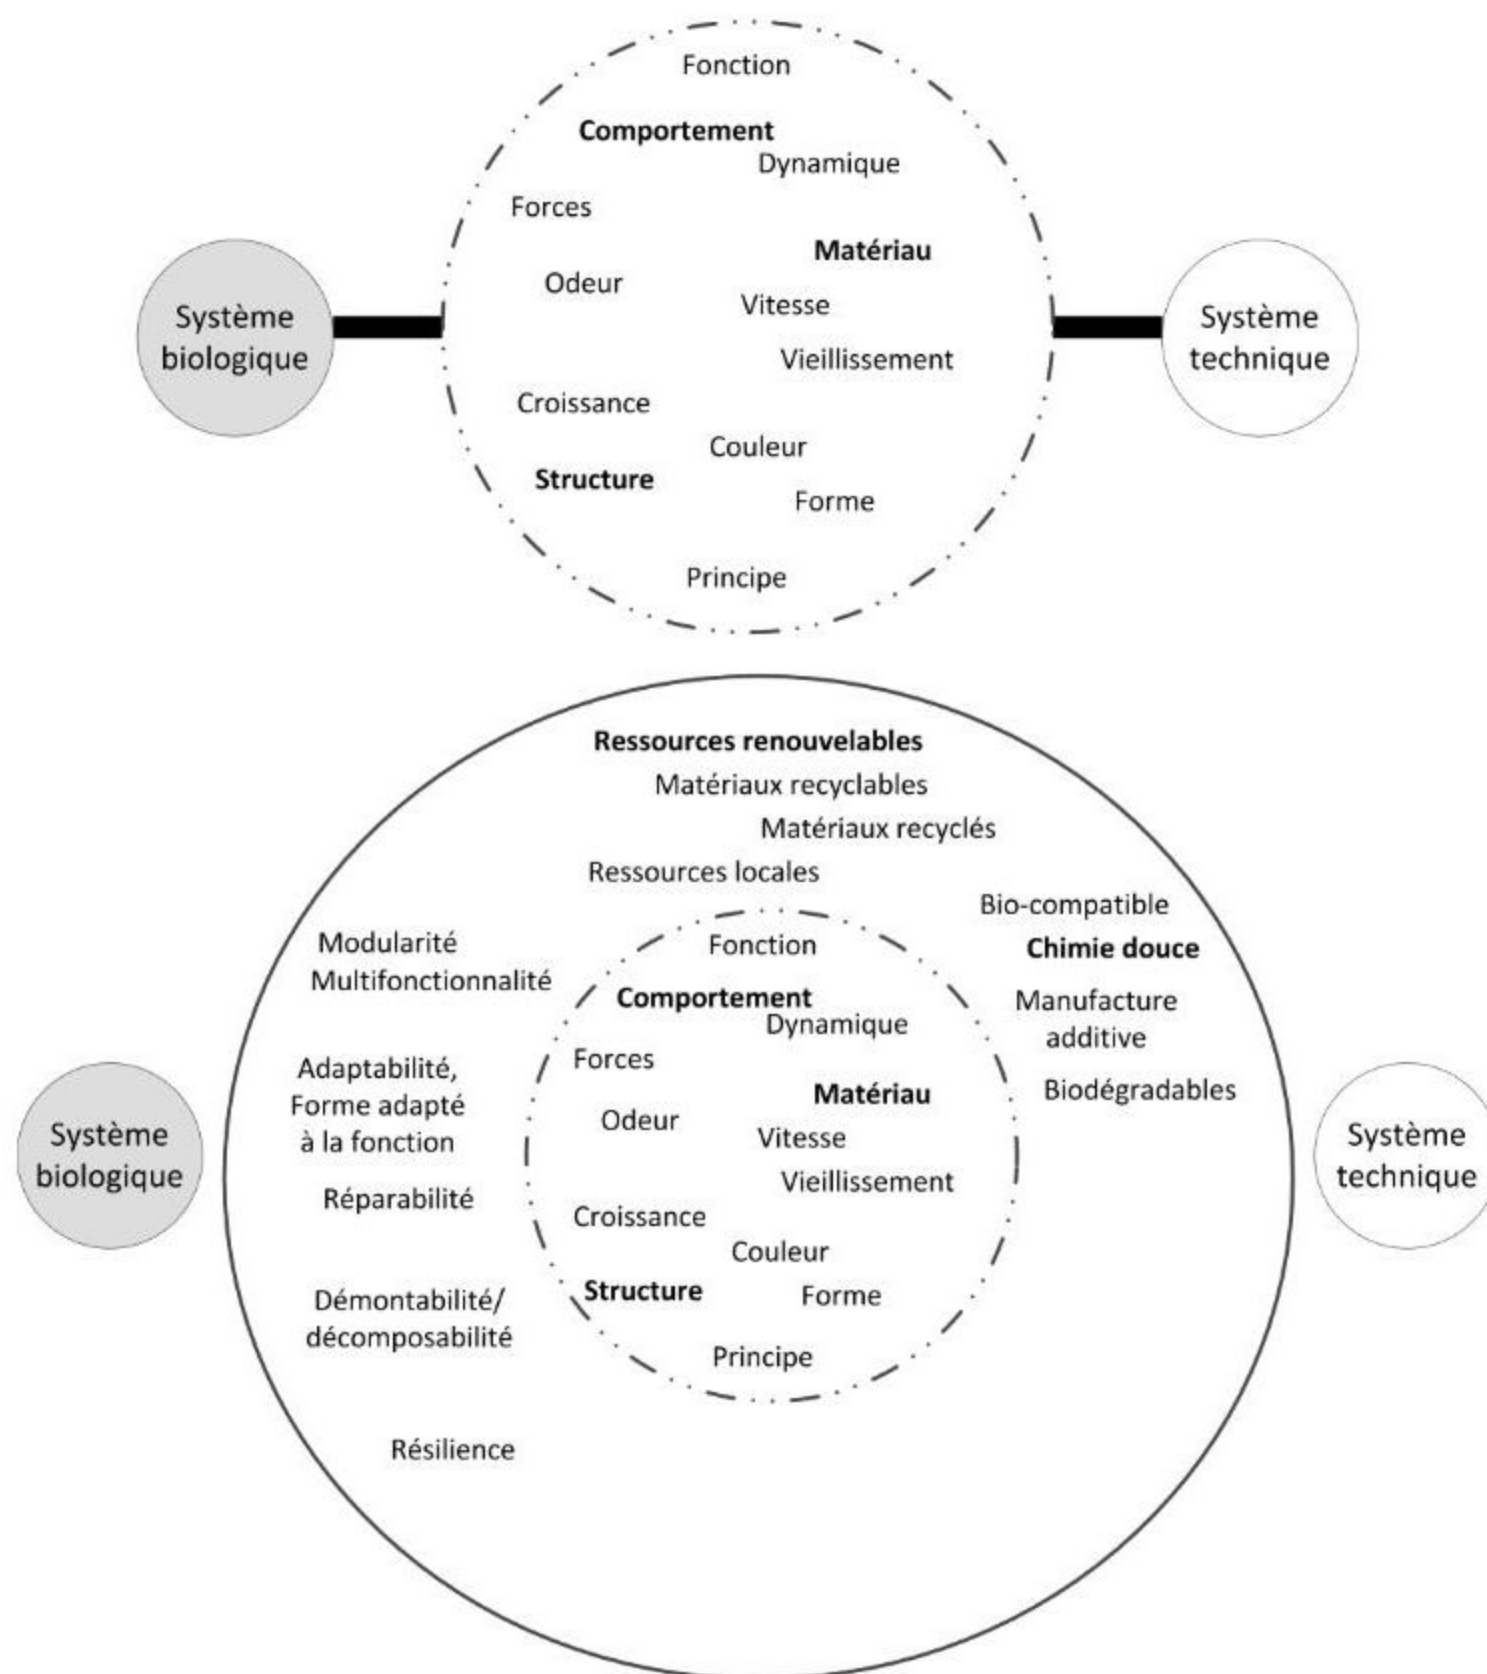 Fonction
Comportement
Dynamique
Forces
Matériau
Odeur
Vitesse
Système
biologique
Système
technique
Vieillissement
Croissance
Couleur
Structure
Forme
Principe
Ressources renouvelables
Matériaux recyclables
Matériaux recyclés
Ressources locales
Bio-compatible
Modularité
Multifonctionnalité
Fonction
Chimie douce
Comportement
Dynamique
Manufacture
additive
Adaptabilité,
Forme adapté
à la fonction
Forces
Matériau
Biodégradables
Odeur
Vitesse
Système
biologique
Système
technique
Réparabilité
Vieillissement
Croissance
Couleur
Structure
Forme
Démontabilité/
décomposabilité
Principe
Résilience